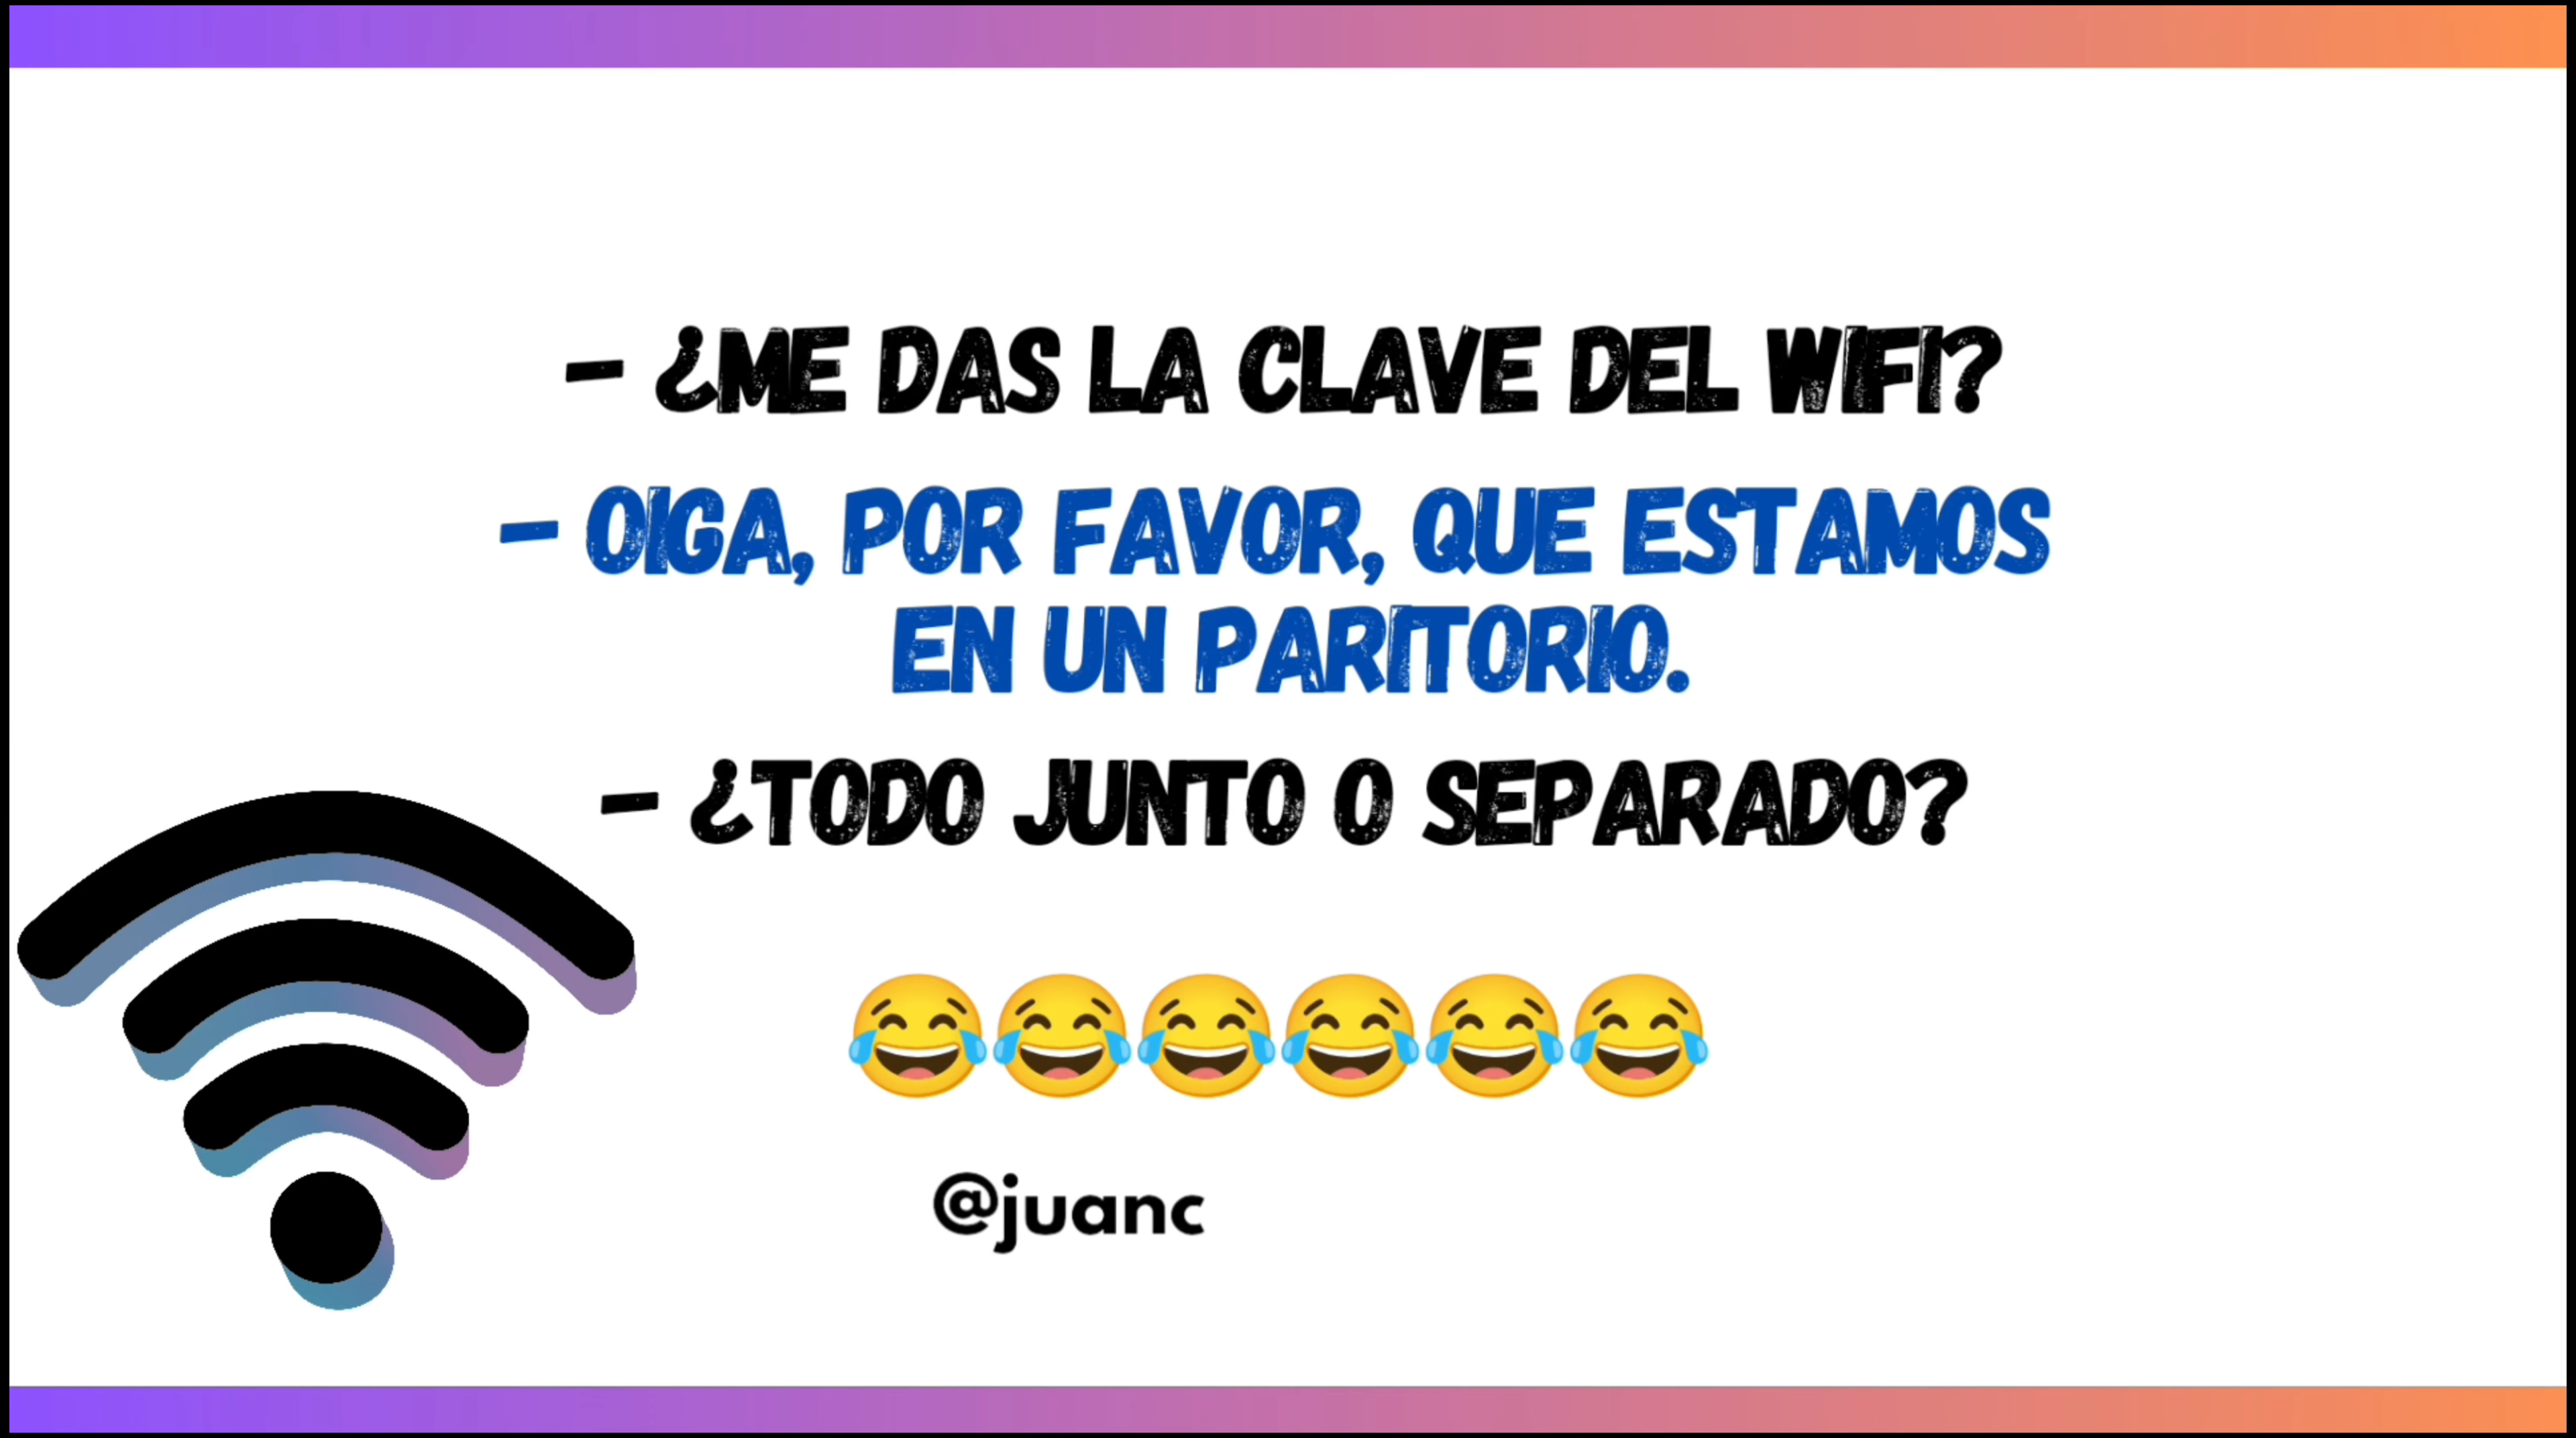 - ¿ME DAS LA CLAVE DEL WIFI?
- OIGA, POR FAVOR, QUE ESTAMOS
EN UN PARITORIO.
- ¿TODO JUNTO O SEPARADO?
😂😂😂😂😂😂
@juanc